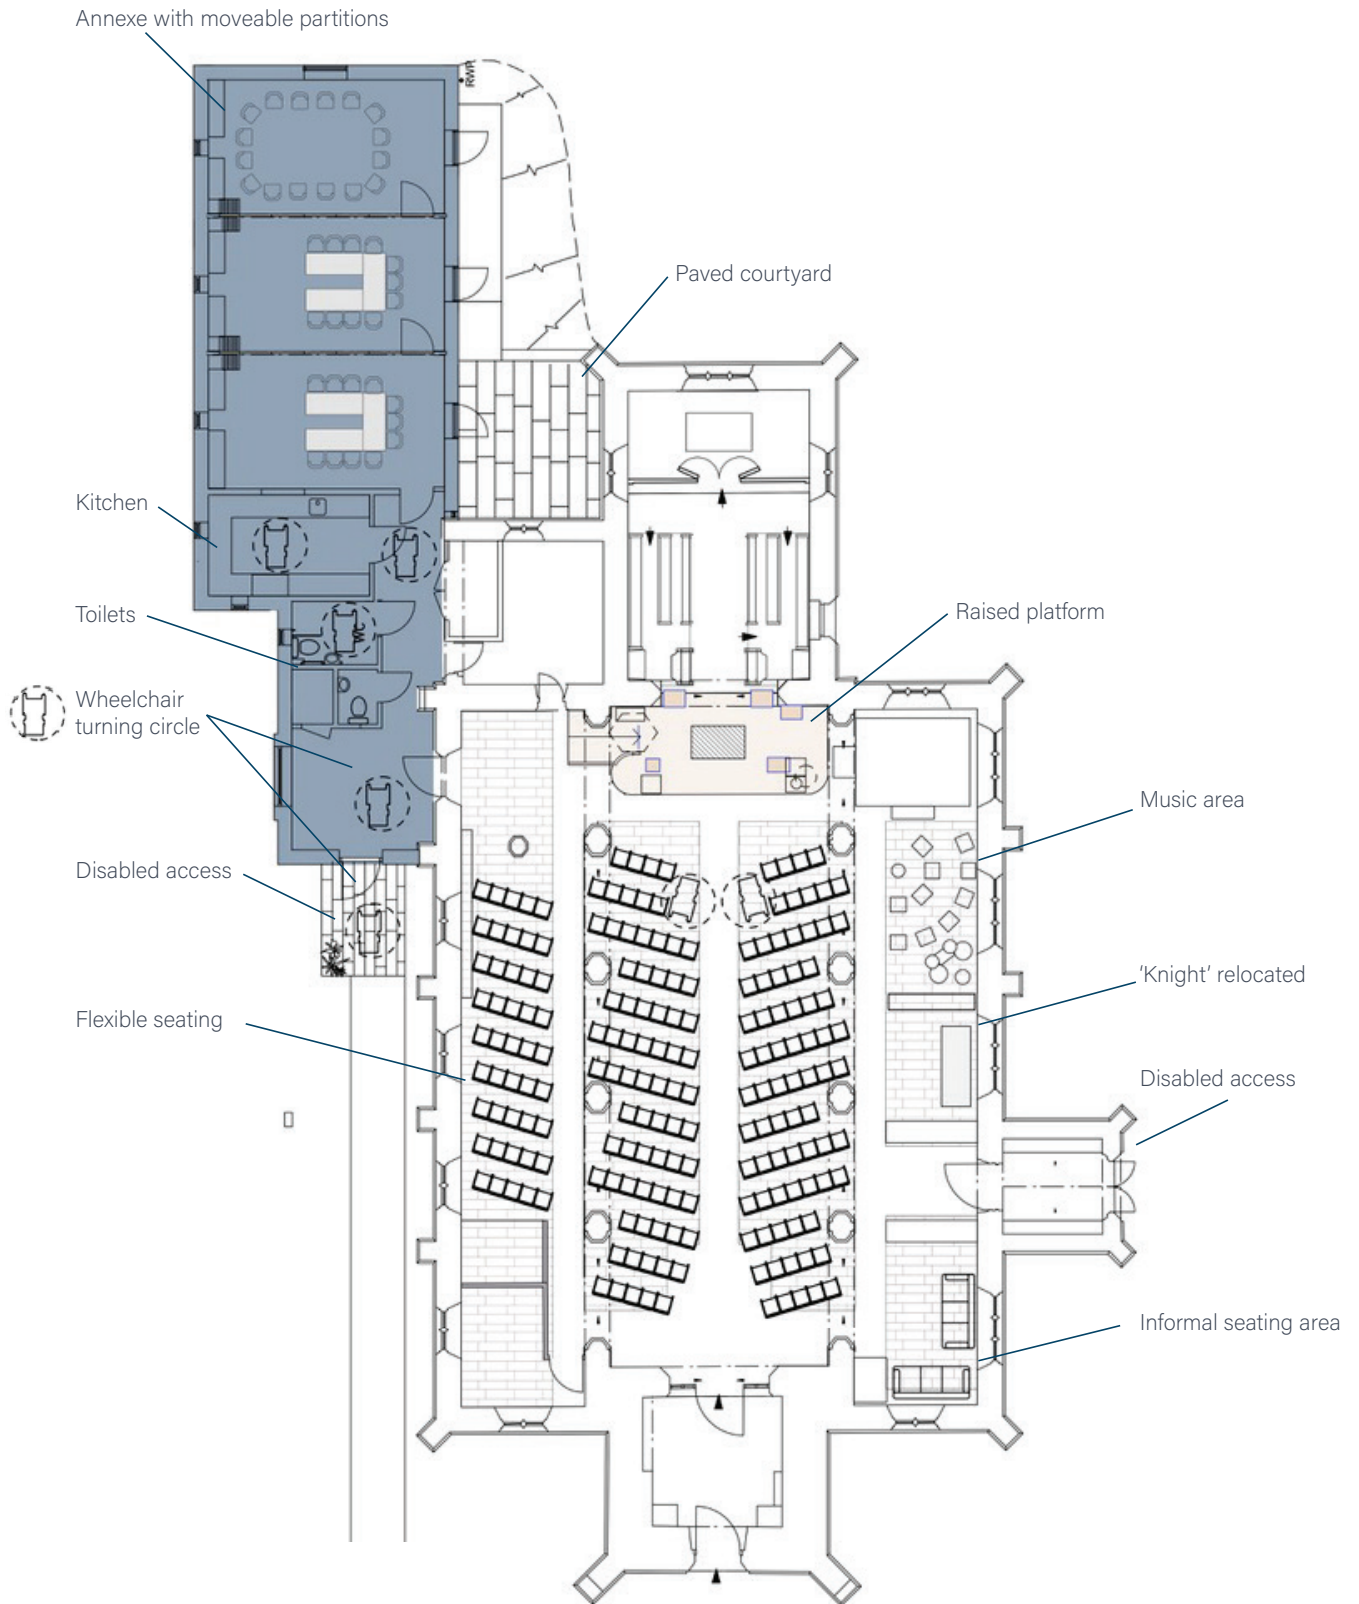 Annexe with moveable partitions
RWP
Paved courtyard
Kitchen
WC
Toilets
Raised platform
Wheelchair
turning circle
Music area
Disabled access
'Knight' relocated
Flexible seating
Disabled access
Informal seating area